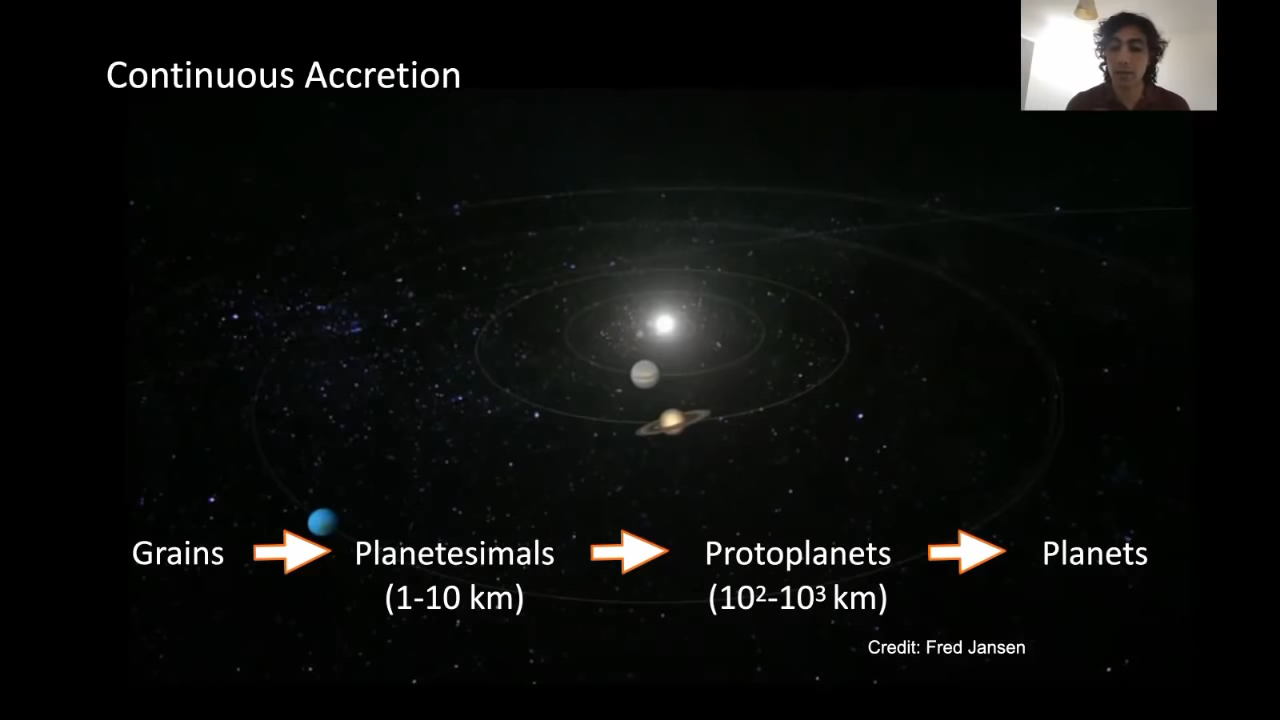 Continuous Accretion
Grains Planetesimals Protoplanets Planets
(1-10 km) (10²-10³ km)
Credit: Fred Jansen